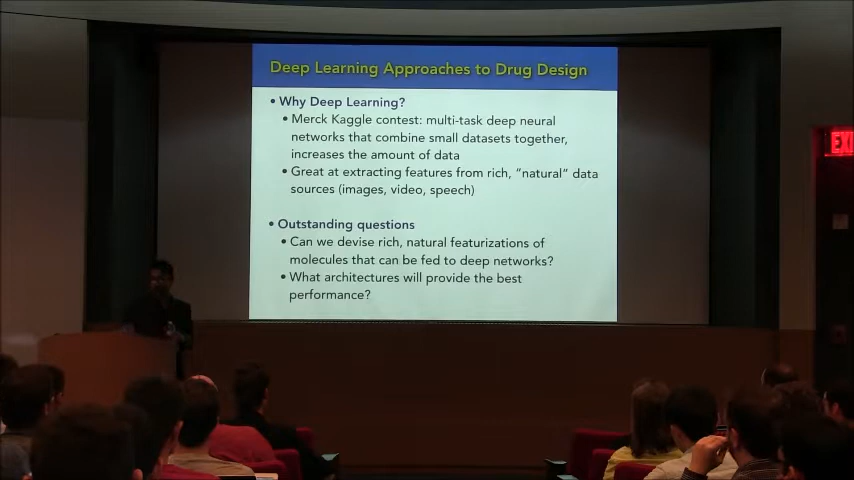 Deep Learning Approaches to Drug Design
• Why Deep Learning?
• Merck Kaggle contest: multi-task deep neural
networks that combine small datasets together,
increases the amount of data
• Great at extracting features from rich, "natural" data
sources (images, video, speech)
• Outstanding questions
• Can we devise rich, natural featurizations of
molecules that can be fed to deep networks?
• What architectures will provide the best
performance?
EXI